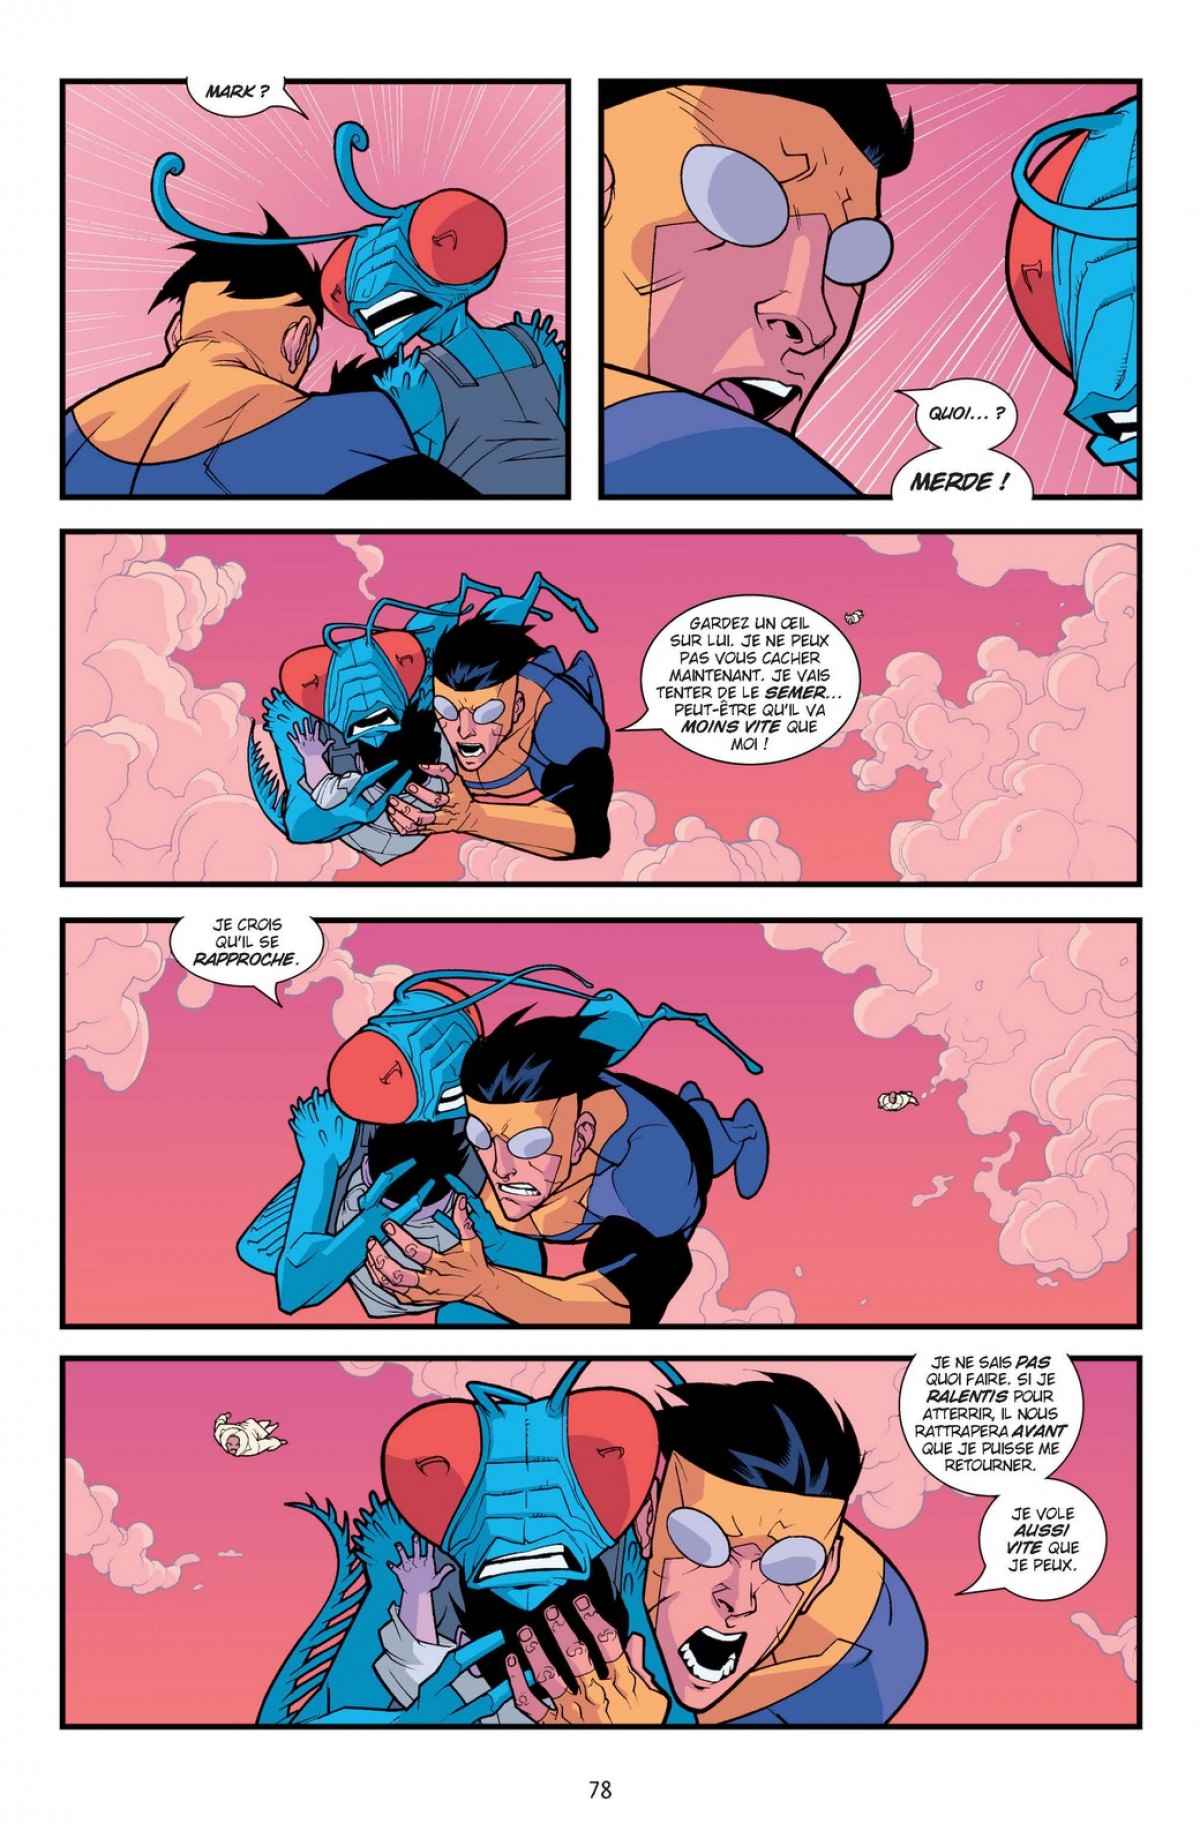 MARK ?
QUOI... ?
MERDE !
GARDEZ UN ŒIL
SUR LUI. JE NE PEUX
PAS VOUS CACHER
MAINTENANT. JE VAIS
TENTER DE LE SEMER...
PEUT-ÊTRE QU'IL VA
MOINS VITE QUE
MOI !
JE CROIS
QU'IL SE
RAPPROCHE.
JE NE SAIS PAS
QUOI FAIRE. SI JE
RALENTIS POUR
ATTERRIR, IL NOUS
RATTRAPERA AVANT
QUE JE PUISSE ME
RETOURNER.
JE VOLE
AUSSI
VITE QUE
JE PEUX.
78